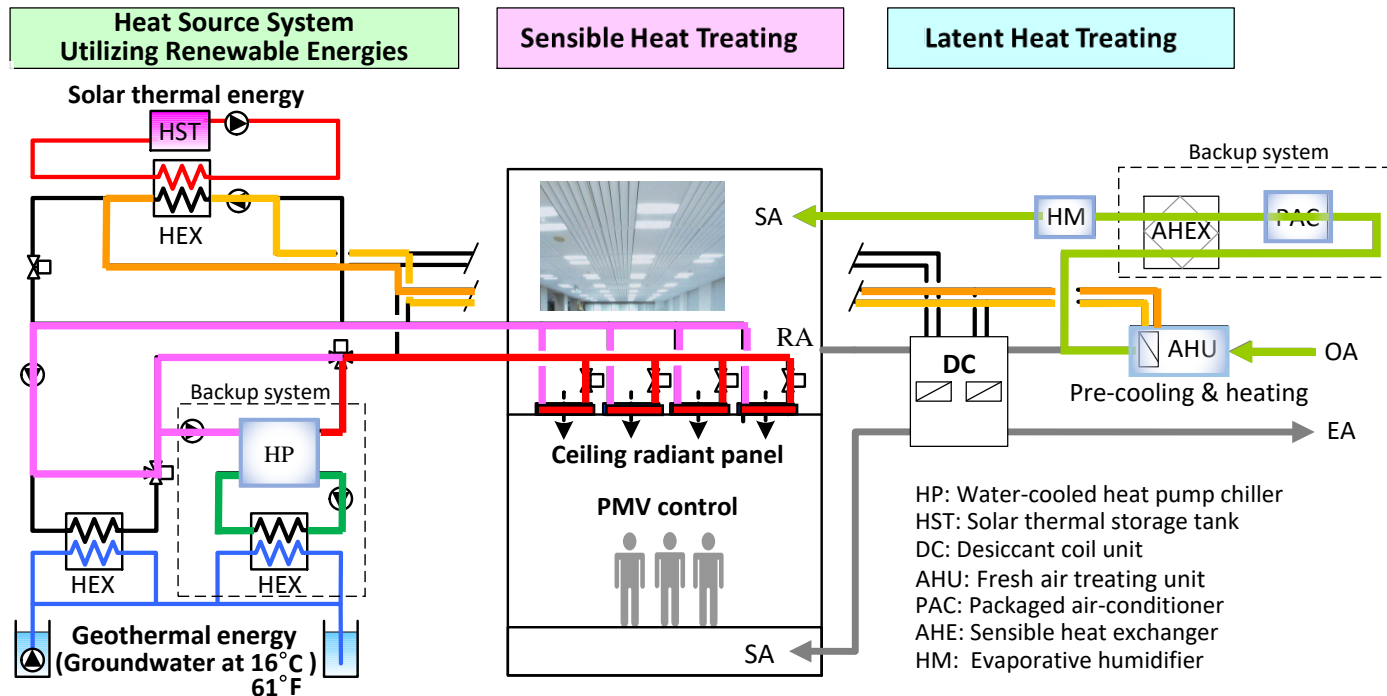 Heat Source System
Utilizing Renewable Energies
Sensible Heat Treating
Latent Heat Treating
Solar thermal energy
HST
HEX
Backup system
SA
HM
AHEX
PAC
RA
DC
AHU
OA
Pre-cooling & heating
EA
Backup system
HP
HEX
HEX
Ceiling radiant panel
PMV control
SA
Geothermal energy
(Groundwater at 16°C )
61°F
HP: Water-cooled heat pump chiller
HST: Solar thermal storage tank
DC: Desiccant coil unit
AHU: Fresh air treating unit
PAC: Packaged air-conditioner
AHE: Sensible heat exchanger
HM: Evaporative humidifier